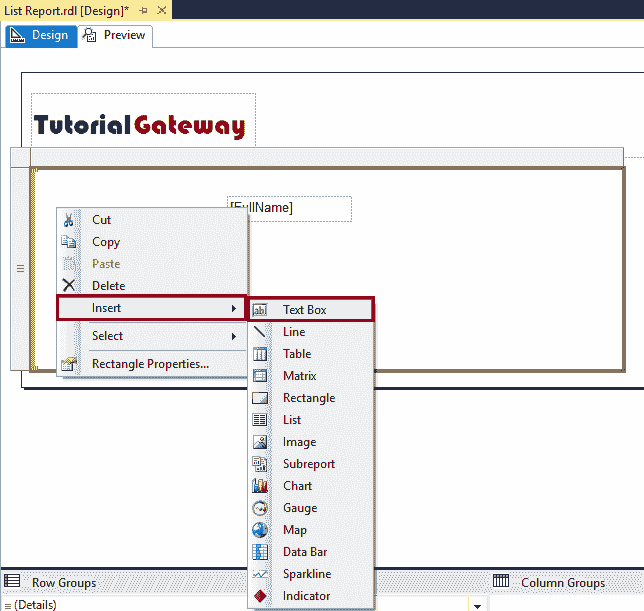 List Report.rdl [Design]*
Design Preview
TutorialGateway
[FullName]
Cut
Copy
Paste
Delete
Insert
Select
Rectangle Properties...
Text Box
Line
Table
Matrix
Rectangle
List
Image
Subreport
Chart
Gauge
Map
Data Bar
Sparkline
Indicator
Row Groups
Column Groups
(Details)